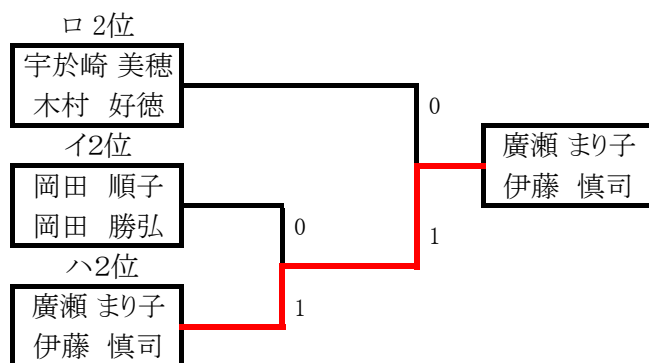 ロ 2位
宇於崎 美穂
木村 好徳
0
廣瀬 まり子
伊藤 慎司
イ2位
岡田 順子
岡田 勝弘
0
1
ハ2位
廣瀬 まり子
伊藤 慎司
1